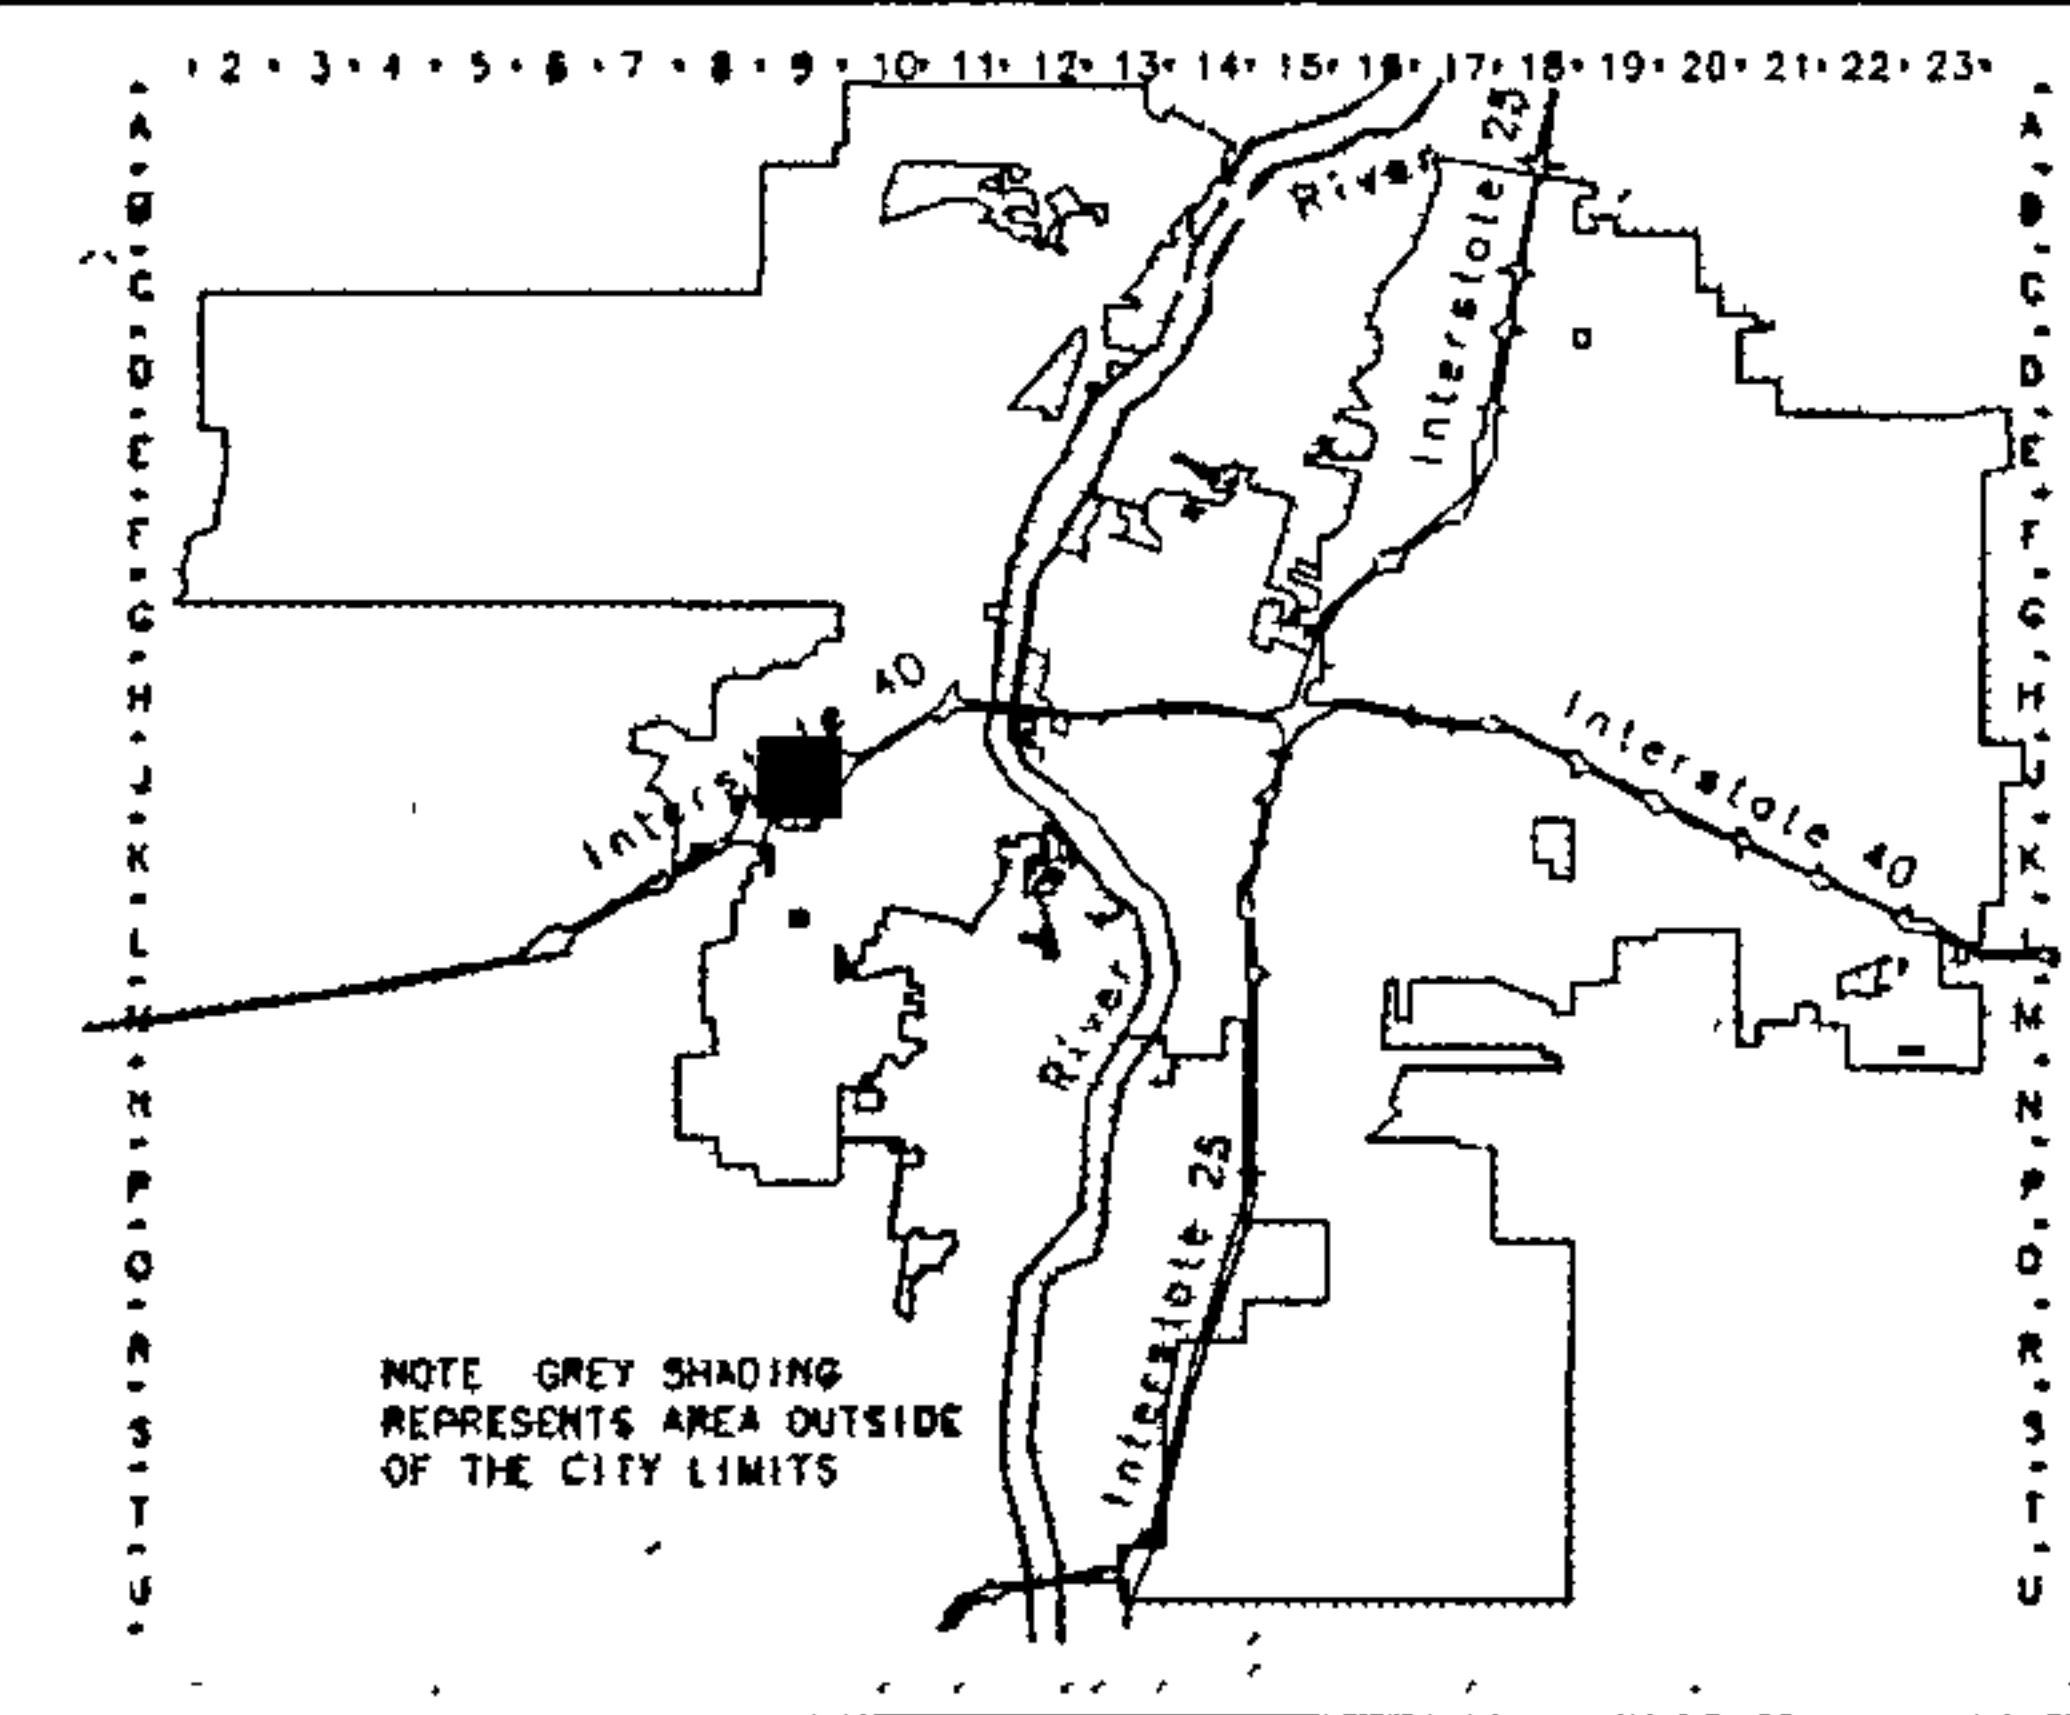 2 3 4 5 6 7 8 9 10 11 12 13 14 15 16 17 18 19 20 21 22 23
A A
B B
C C
D D
E E
F F
G G
H H
J J
K K
L L
M M
N N
P P
Q Q
R R
S S
T T
U U
River
Interstate 25
40
Interstate 40
River
Interstate 25
NOTE GREY SHADING
REPRESENTS AREA OUTSIDE
OF THE CITY LIMITS